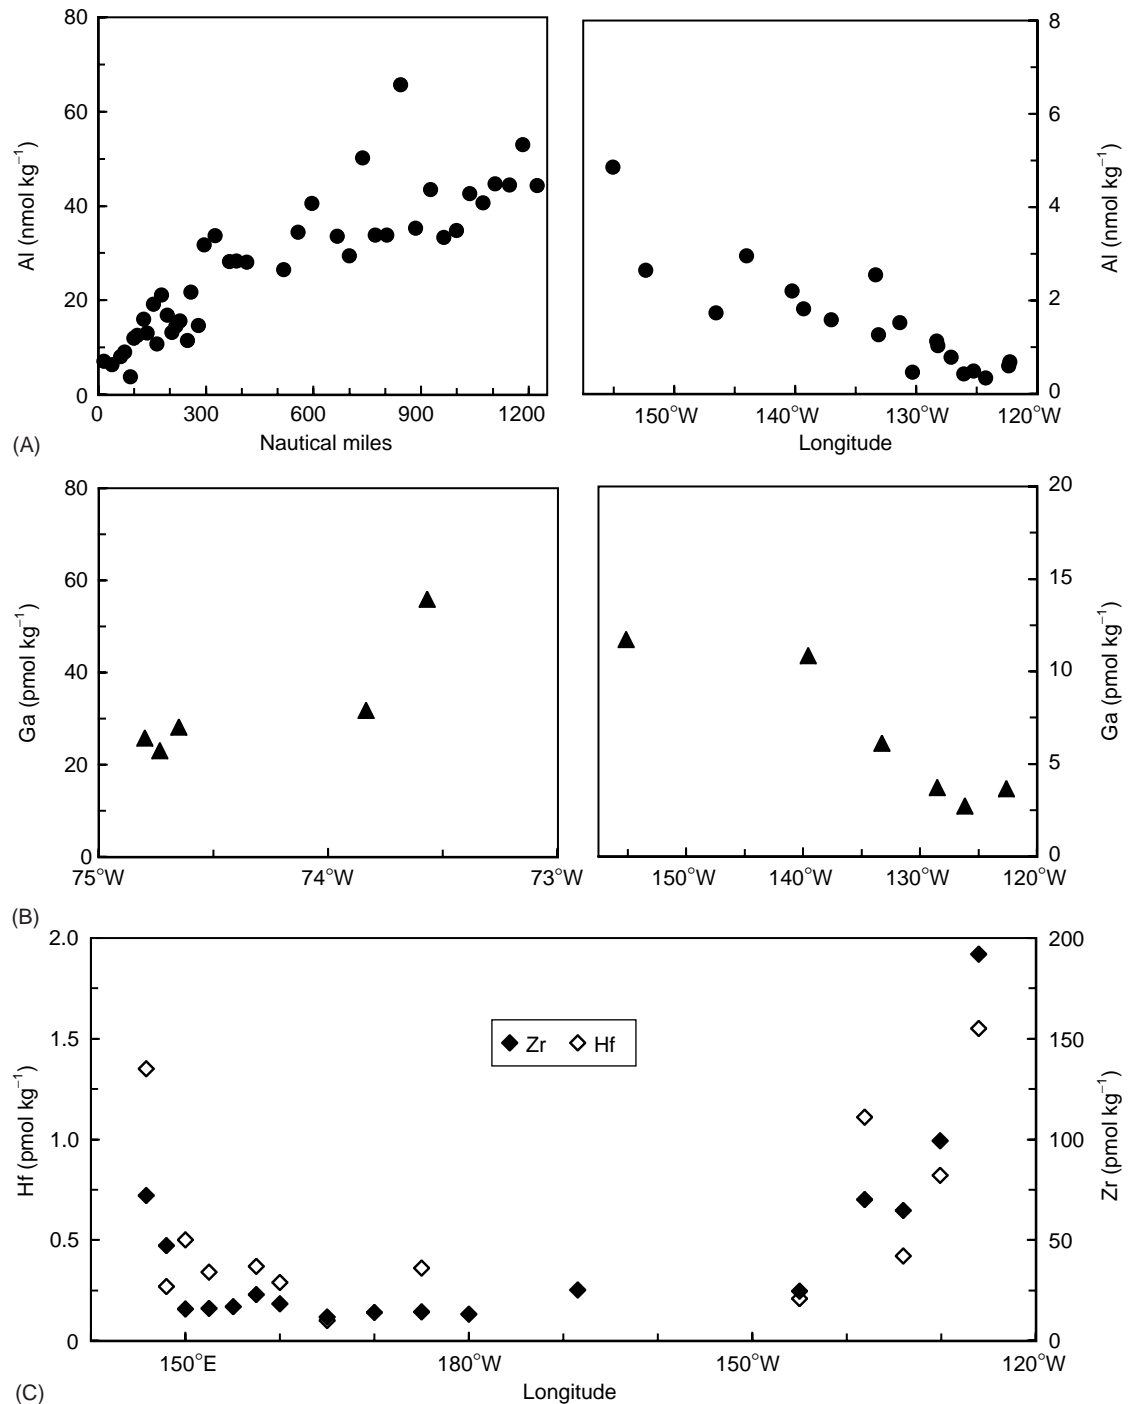 80
60
40
20
0
Al (nmol kg⁻¹)
0 300 600 900 1200
Nautical miles
8
6
4
2
0
Al (nmol kg⁻¹)
150°W 140°W 130°W 120°W
Longitude
(A)
80
60
40
20
0
Ga (pmol kg⁻¹)
75°W 74°W 73°W
20
15
10
5
0
Ga (pmol kg⁻¹)
150°W 140°W 130°W 120°W
(B)
2.0
1.5
1.0
0.5
0
Hf (pmol kg⁻¹)
Zr Hf
200
150
100
50
0
Zr (pmol kg⁻¹)
150°E 180°W 150°W 120°W
Longitude
(C)